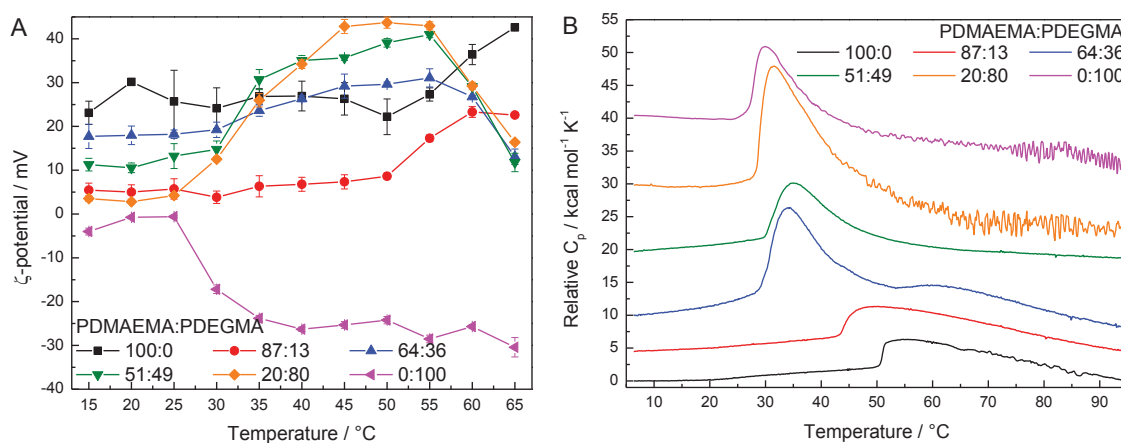 A
ζ-potential / mV
50
40
30
20
10
0
-10
-20
-30
-40
PDMAEMA:PDEGMA
100:0 87:13 64:36
51:49 20:80 0:100
15 20 25 30 35 40 45 50 55 60 65
Temperature / °C
B
Relative Cp / kcal mol⁻¹ K⁻¹
55
50
45
40
35
30
25
20
15
10
5
0
PDMAEMA:PDEGMA
100:0 87:13 64:36
51:49 20:80 0:100
10 20 30 40 50 60 70 80 90
Temperature / °C